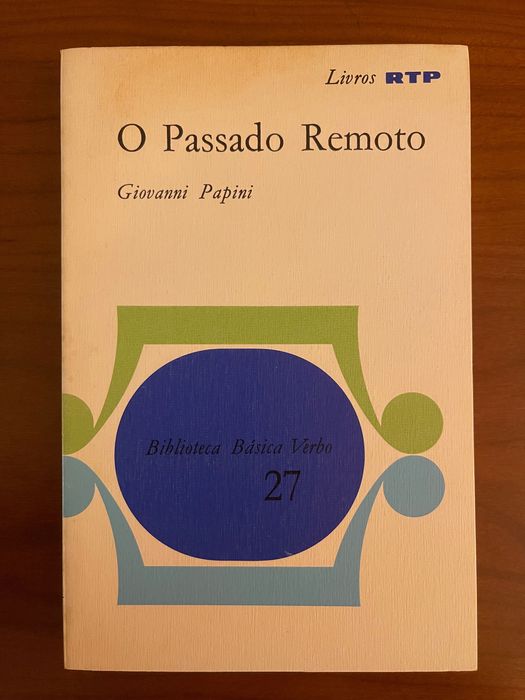 Livros RTP
O Passado Remoto
Giovanni Papini
Biblioteca Básica Verbo
27